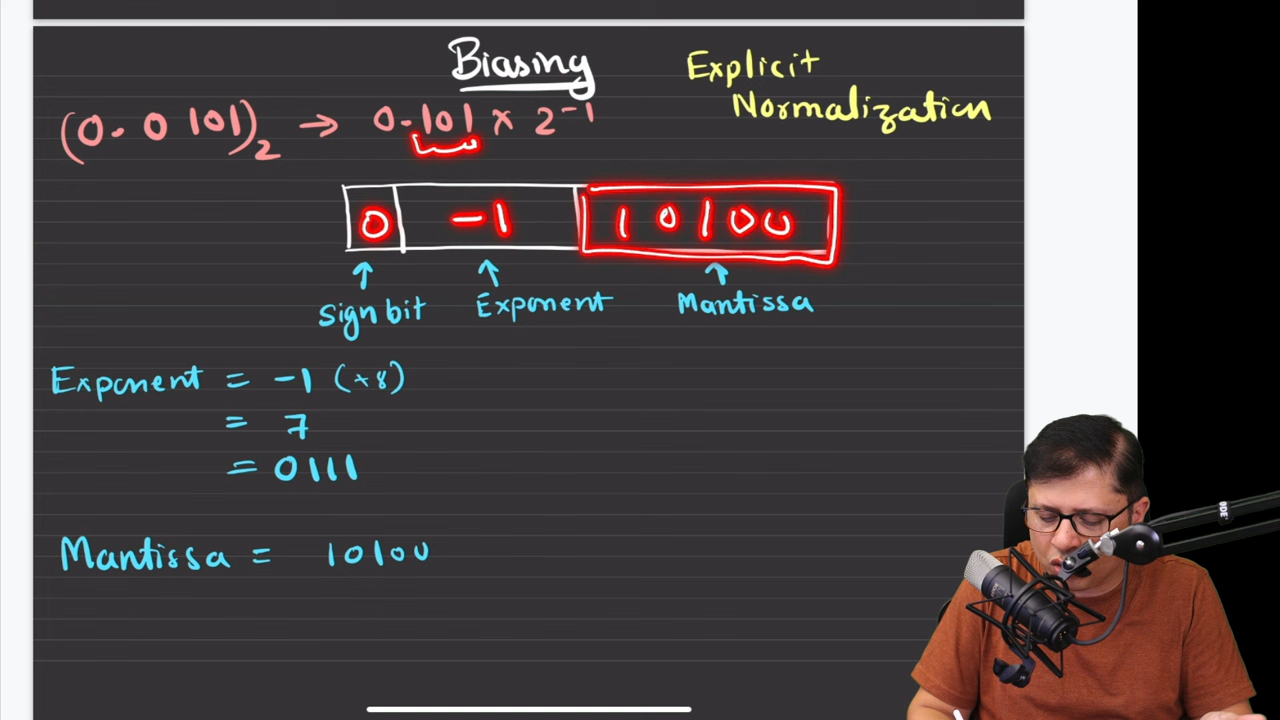 Biasing
Explicit
Normalization
(0.0101)₂ → 0.101 × 2⁻¹
0 -1 10100
Sign bit Exponent Mantissa
Exponent = -1 (+8)
= 7
= 0111
Mantissa = 10100
RODE